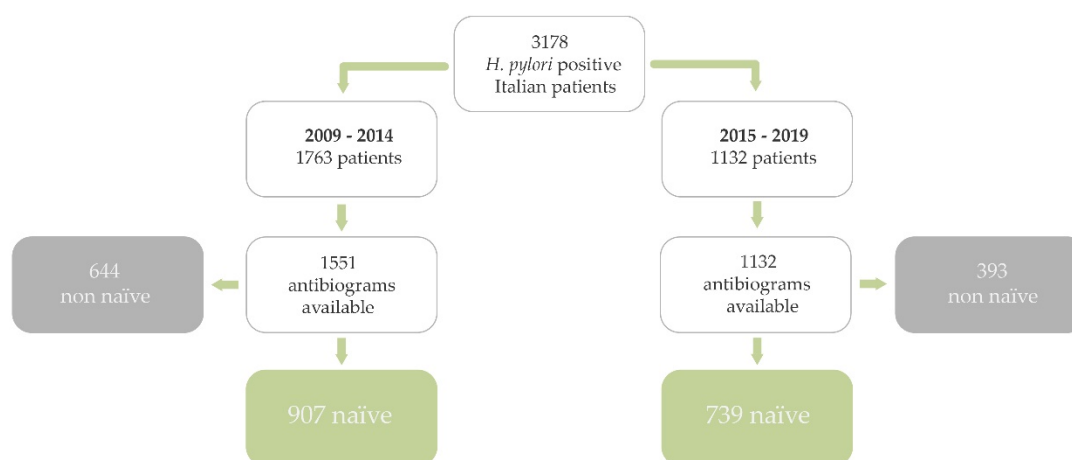 3178
H. pylori positive
Italian patients
2009 - 2014
1763 patients
2015 - 2019
1132 patients
644
non naïve
1551
antibiograms
available
1132
antibiograms
available
393
non naïve
907 naïve
739 naïve